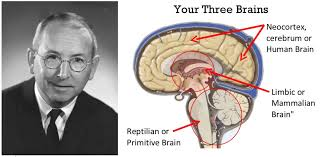 Your Three Brains
Neocortex,
cerebrum or
Human Brain
Limbic or
Mammalian
Brain"
Reptilian or
Primitive Brain